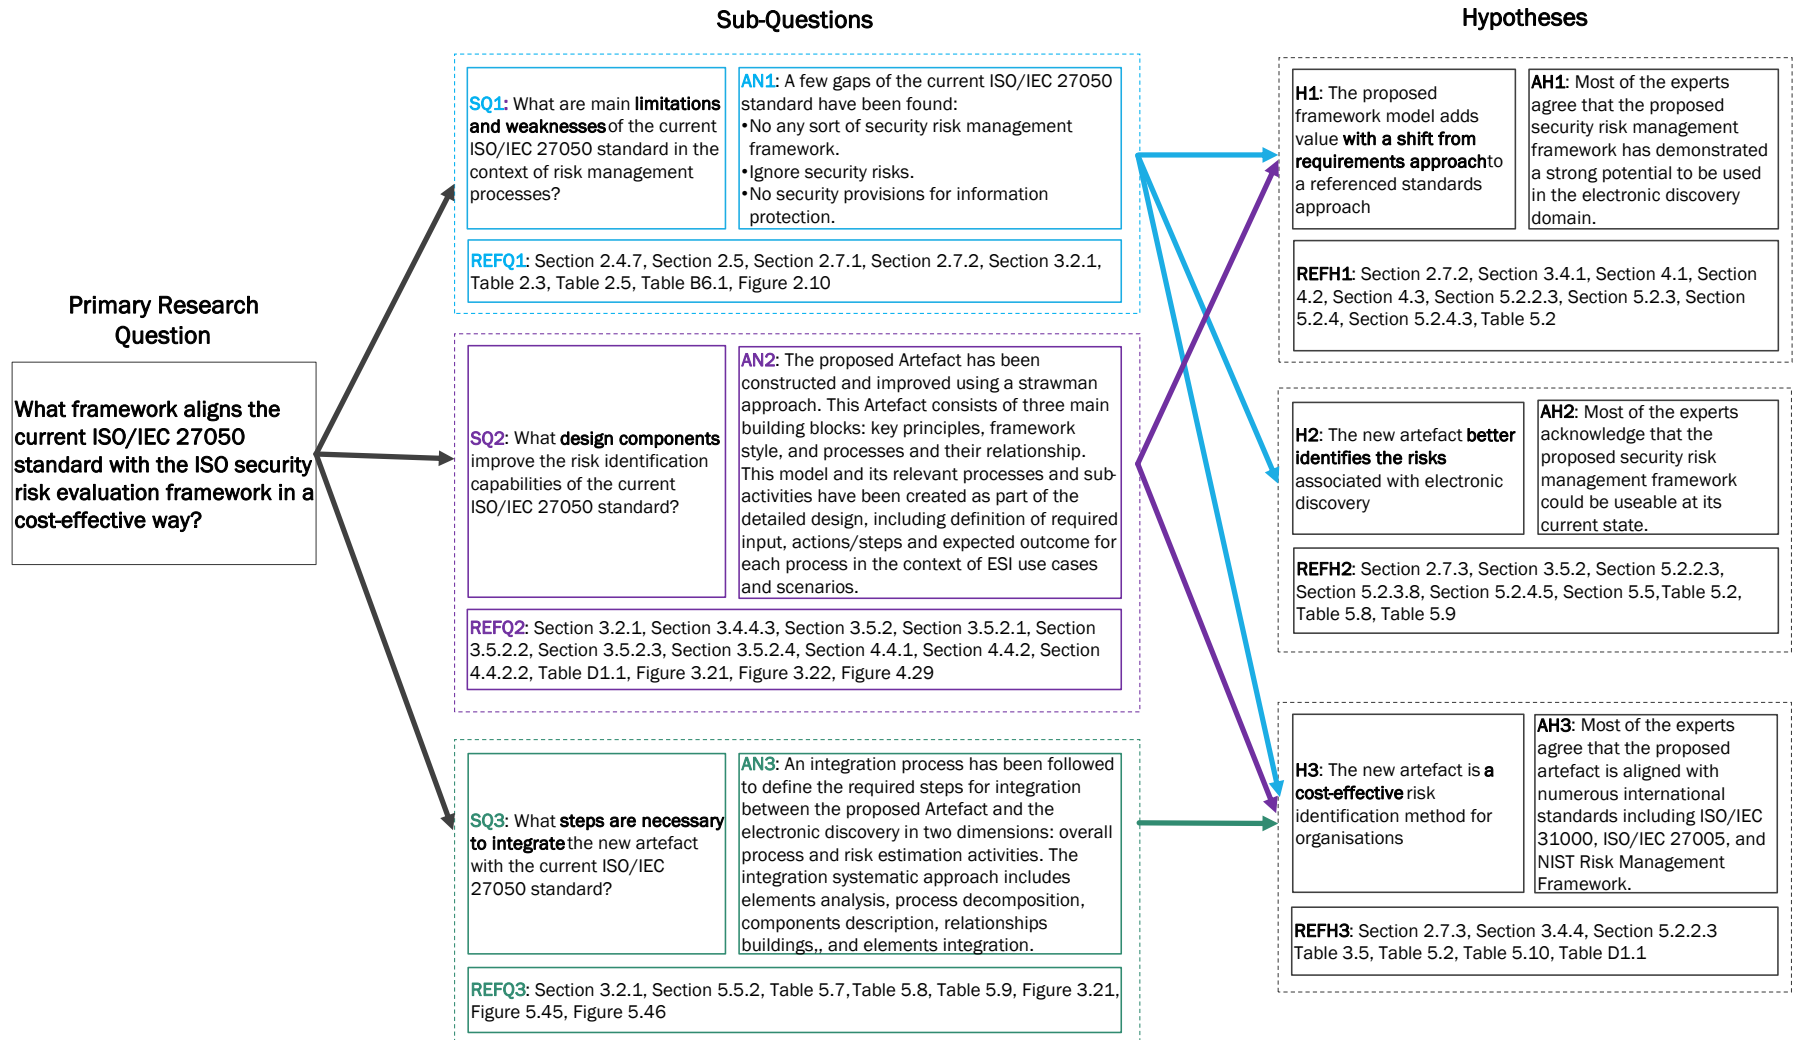 Sub-Questions
Hypotheses
Primary Research
Question
What framework aligns the
current ISO/IEC 27050
standard with the ISO security
risk evaluation framework in a
cost-effective way?
SQ1: What are main limitations
and weaknesses of the current
ISO/IEC 27050 standard in the
context of risk management
processes?
AN1: A few gaps of the current ISO/IEC 27050
standard have been found:
•No any sort of security risk management
framework.
•Ignore security risks.
•No security provisions for information
protection.
REFQ1: Section 2.4.7, Section 2.5, Section 2.7.1, Section 2.7.2, Section 3.2.1,
Table 2.3, Table 2.5, Table B6.1, Figure 2.10
SQ2: What design components
improve the risk identification
capabilities of the current
ISO/IEC 27050 standard?
AN2: The proposed Artefact has been
constructed and improved using a strawman
approach. This Artefact consists of three main
building blocks: key principles, framework
style, and processes and their relationship.
This model and its relevant processes and sub-
activities have been created as part of the
detailed design, including definition of required
input, actions/steps and expected outcome for
each process in the context of ESI use cases
and scenarios.
REFQ2: Section 3.2.1, Section 3.4.4.3, Section 3.5.2, Section 3.5.2.1, Section
3.5.2.2, Section 3.5.2.3, Section 3.5.2.4, Section 4.4.1, Section 4.4.2, Section
4.4.2.2, Table D1.1, Figure 3.21, Figure 3.22, Figure 4.29
SQ3: What steps are necessary
to integrate the new artefact
with the current ISO/IEC
27050 standard?
AN3: An integration process has been followed
to define the required steps for integration
between the proposed Artefact and the
electronic discovery in two dimensions: overall
process and risk estimation activities. The
integration systematic approach includes
elements analysis, process decomposition,
components description, relationships
buildings,, and elements integration.
REFQ3: Section 3.2.1, Section 5.5.2, Table 5.7, Table 5.8, Table 5.9, Figure 3.21,
Figure 5.45, Figure 5.46
H1: The proposed
framework model adds
value with a shift from
requirements approach to
a referenced standards
approach
AH1: Most of the experts
agree that the proposed
security risk management
framework has demonstrated
a strong potential to be used
in the electronic discovery
domain.
REFH1: Section 2.7.2, Section 3.4.1, Section 4.1, Section
4.2, Section 4.3, Section 5.2.2.3, Section 5.2.3, Section
5.2.4, Section 5.2.4.3, Table 5.2
H2: The new artefact better
identifies the risks
associated with electronic
discovery
AH2: Most of the experts
acknowledge that the
proposed security risk
management framework
could be useable at its
current state.
REFH2: Section 2.7.3, Section 3.5.2, Section 5.2.2.3,
Section 5.2.3.8, Section 5.2.4.5, Section 5.5, Table 5.2,
Table 5.8, Table 5.9
H3: The new artefact is a
cost-effective risk
identification method for
organisations
AH3: Most of the experts
agree that the proposed
artefact is aligned with
numerous international
standards including ISO/IEC
31000, ISO/IEC 27005, and
NIST Risk Management
Framework.
REFH3: Section 2.7.3, Section 3.4.4, Section 5.2.2.3
Table 3.5, Table 5.2, Table 5.10, Table D1.1